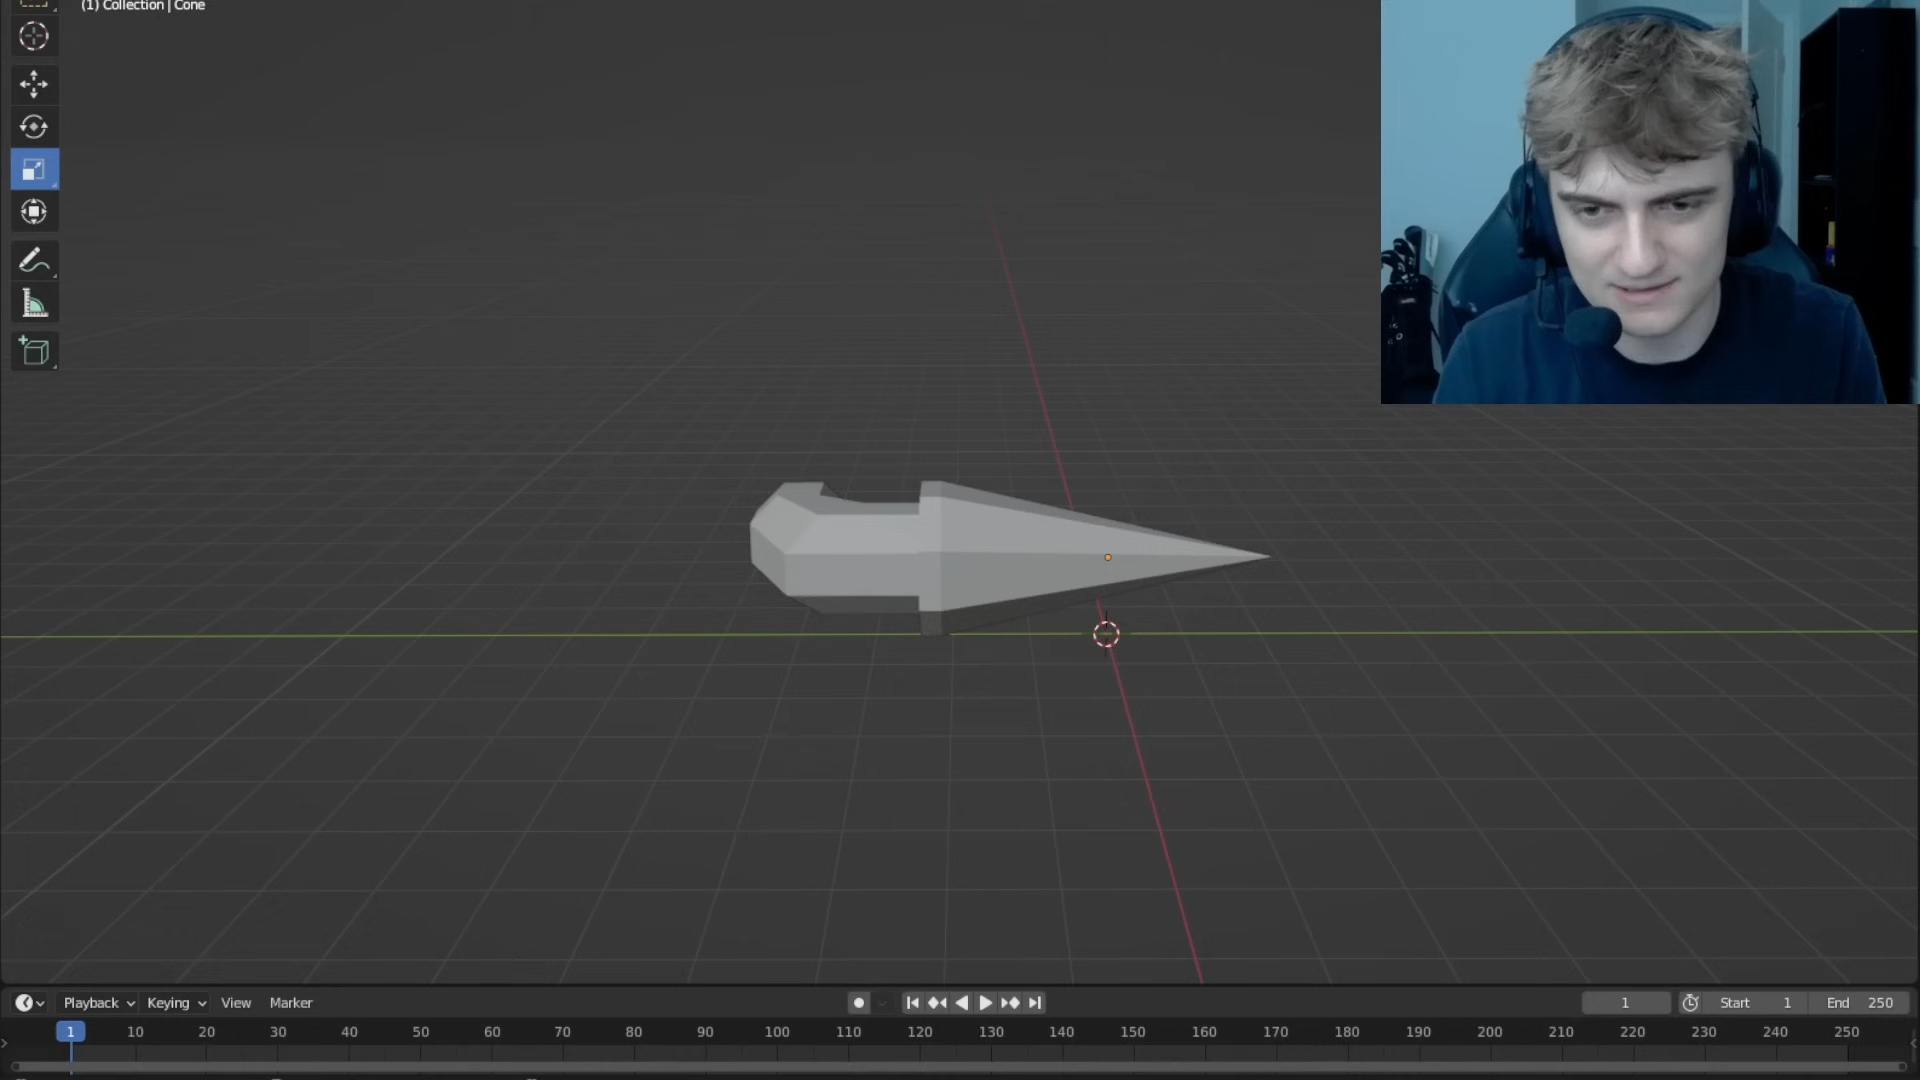 (1) Collection | Cone
Playback Keying View Marker 1 Start 1 End 250
1 10 20 30 40 50 60 70 80 90 100 110 120 130 140 150 160 170 180 190 200 210 220 230 240 250